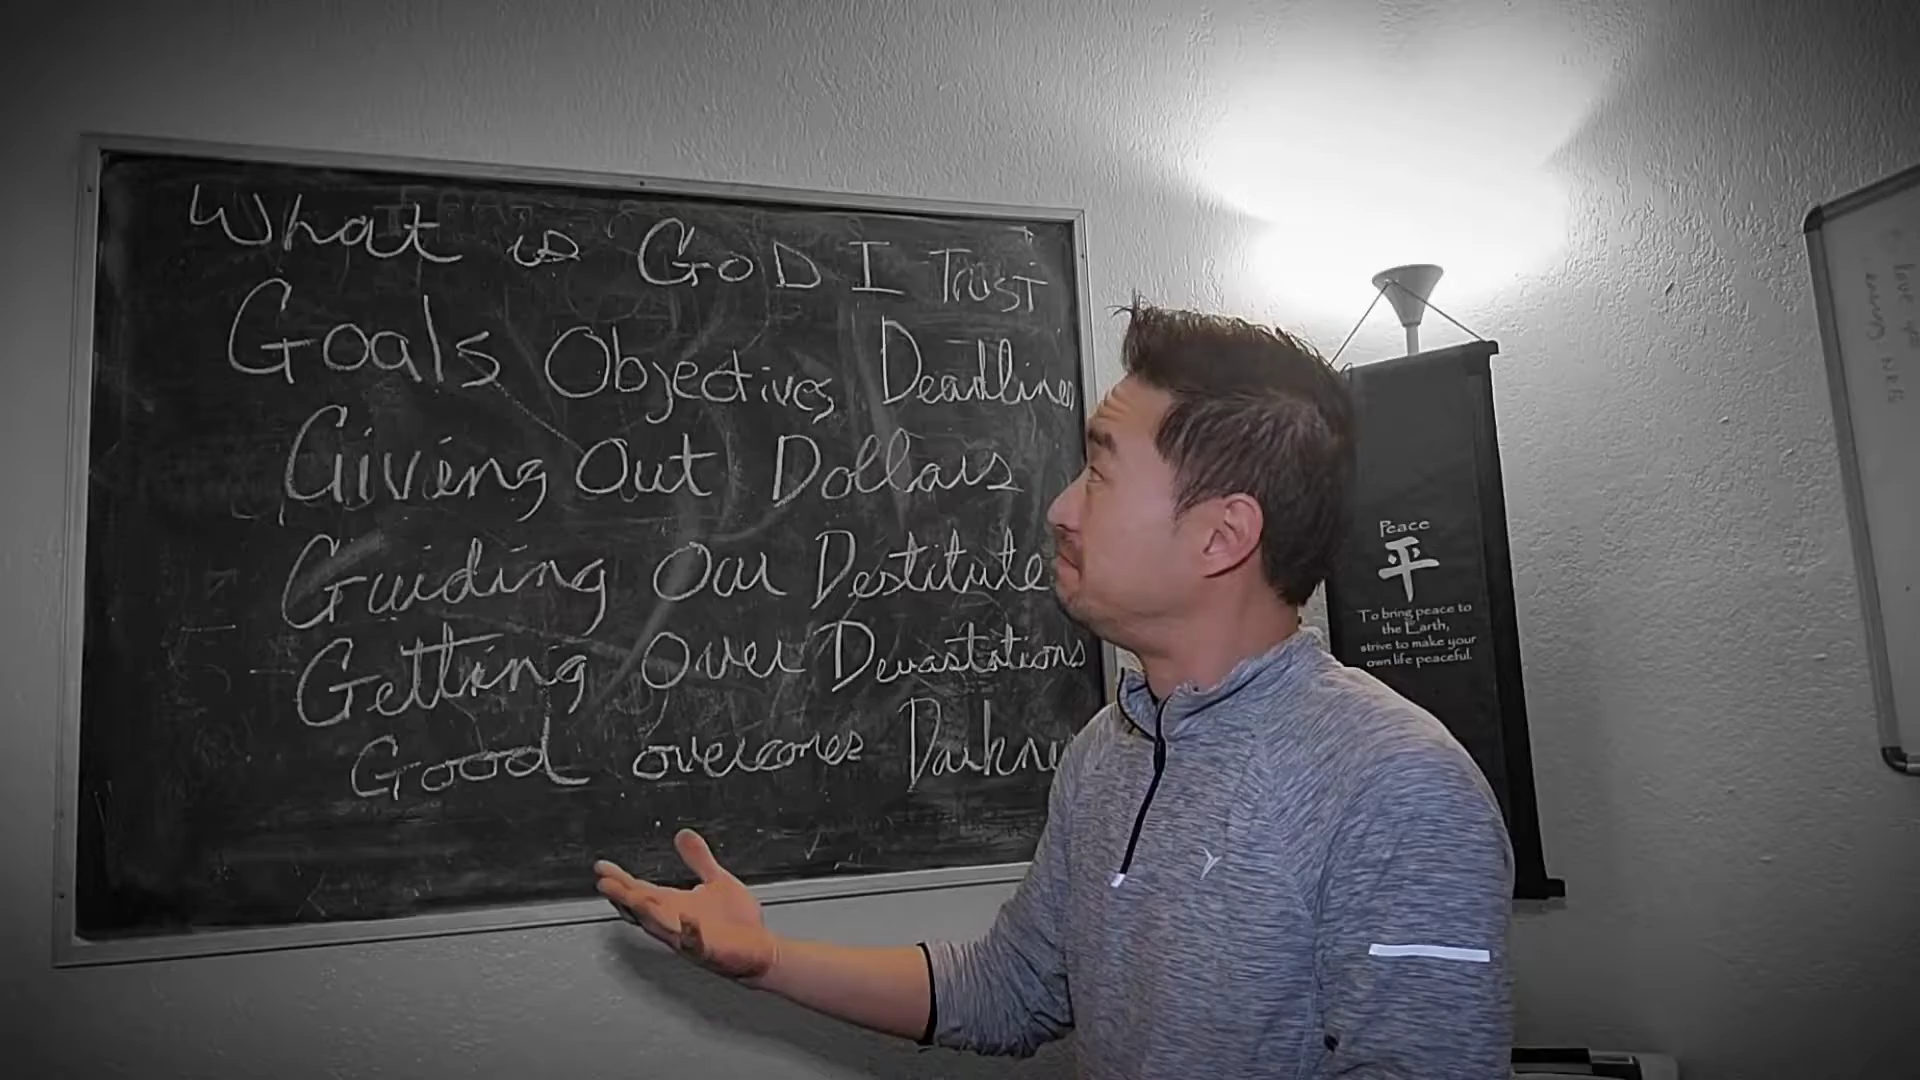 What is GOD I TRUST
Goals Objectives Deadlines
Giving Out Dollars
Guiding Our Destitute
Getting Over Devastations
Good overcomes
Peace
平
To bring peace to
the Earth,
strive to make your
own life peaceful.